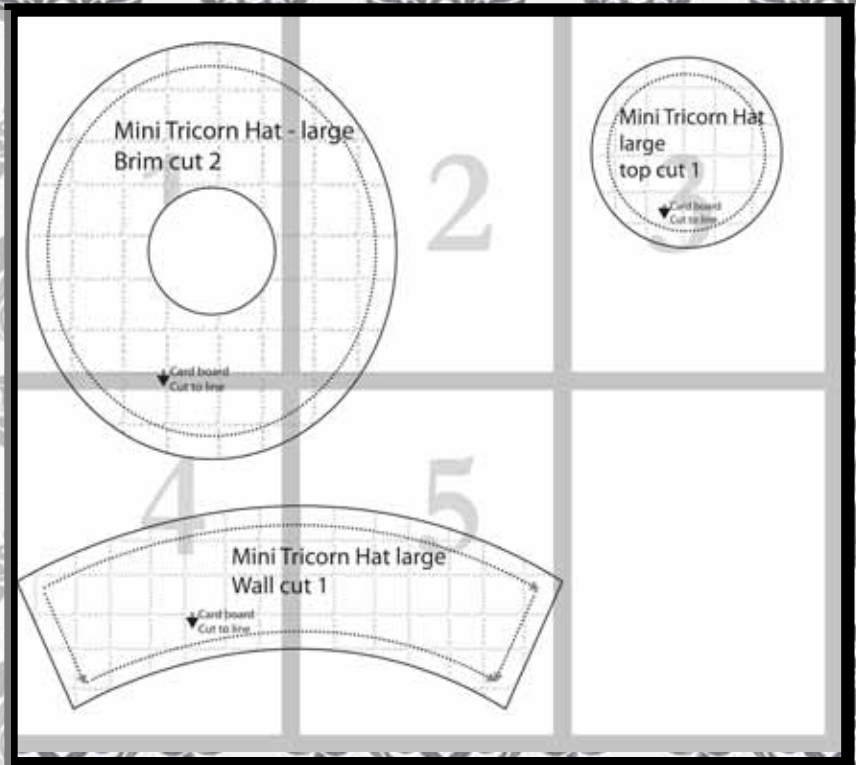 Mini Tricorn Hat - large
Brim cut 2
1
Card board
Cut to line
2
Mini Tricorn Hat
large
top cut 1
3
Card board
Cut to line
4
5
Mini Tricorn Hat large
Wall cut 1
Card board
Cut to line